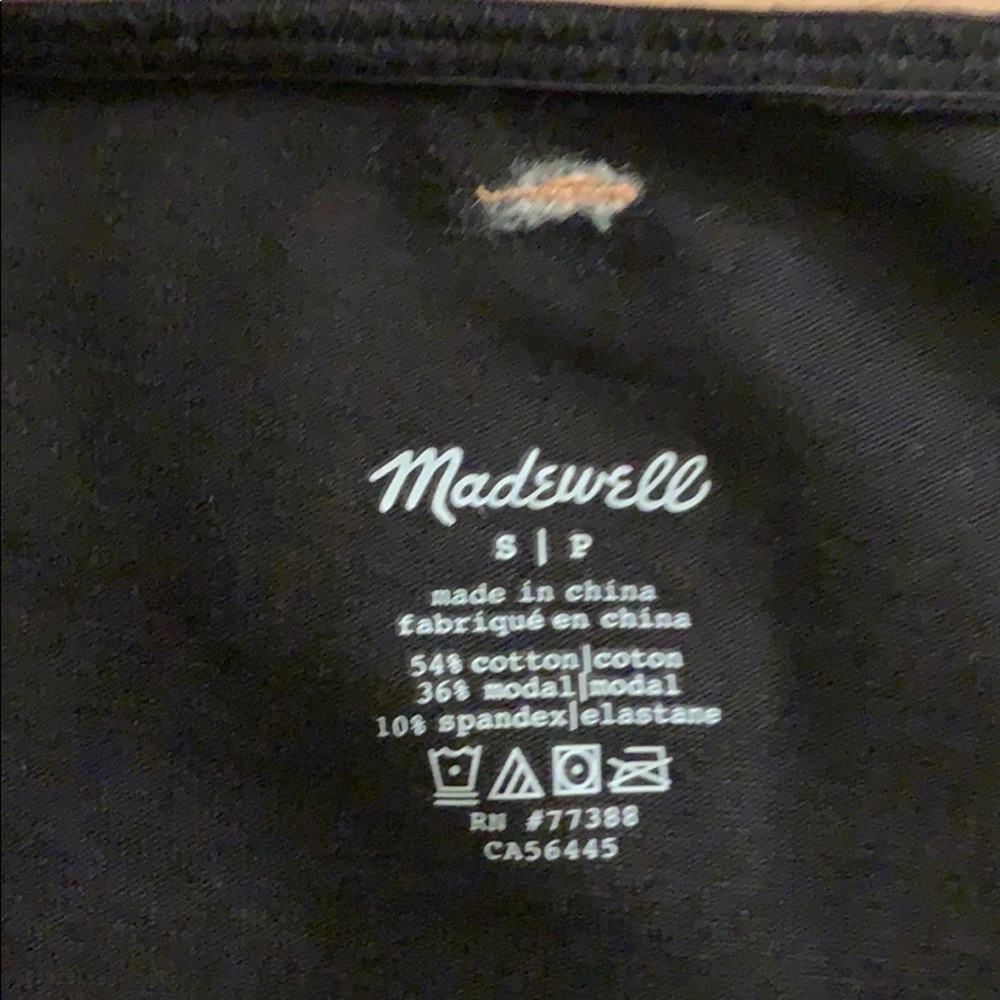 Madewell
S | P
made in china
fabriqué en china
54% cotton|coton
36% modal|modal
10% spandex|elastane
RN #77388
CA56445